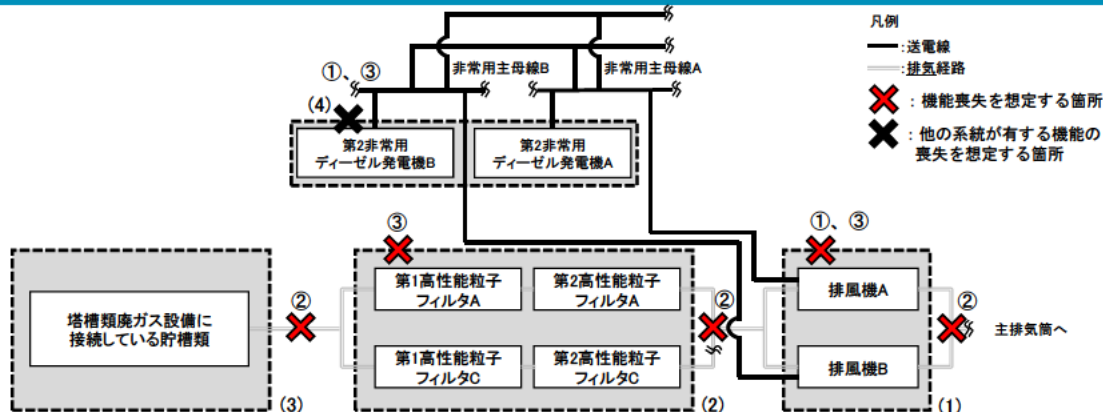 凡例
:送電線
:排気経路
:機能喪失を想定する箇所
:他の系統が有する機能の
喪失を想定する箇所
非常用主母線B
非常用主母線A
①、③
(4)
第2非常用
ディーゼル発電機B
第2非常用
ディーゼル発電機A
③
①、③
第1高性能粒子
フィルタA
第2高性能粒子
フィルタA
排風機A
②
②
②
塔槽類廃ガス設備に
接続している貯槽類
主排気筒へ
第1高性能粒子
フィルタC
第2高性能粒子
フィルタC
排風機B
(3)
(2)
(1)